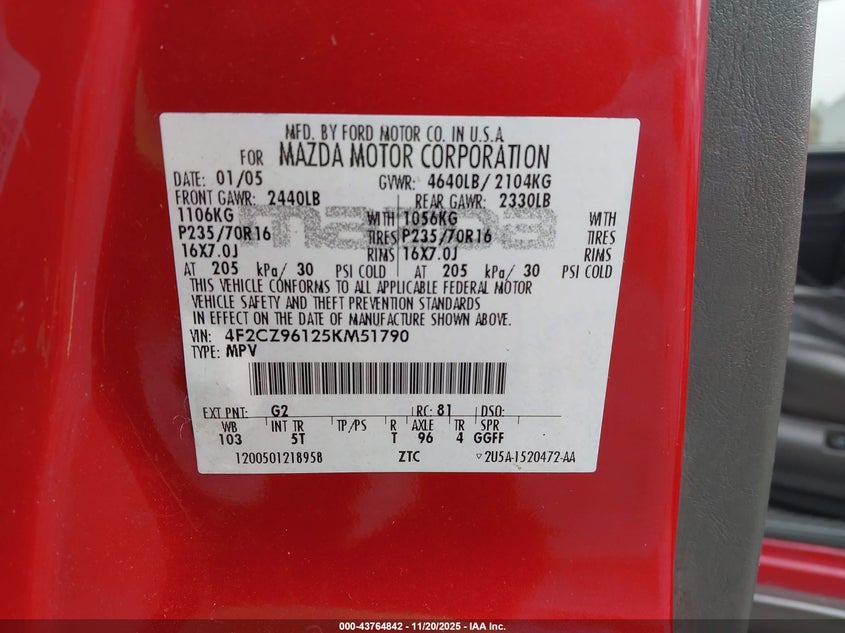 MFD. BY FORD MOTOR CO. IN U.S.A.
FOR MAZDA MOTOR CORPORATION
DATE: 01/05 GVWR: 4640LB/ 2104KG
FRONT GAWR: 2440LB REAR GAWR: 2330LB
1106KG WITH 1056KG WITH
P235/70R16 TIRES P235/70R16 TIRES
16X7.0J RIMS 16X7.0J RIMS
AT 205 kPa/ 30 PSI COLD AT 205 kPa/ 30 PSI COLD
THIS VEHICLE CONFORMS TO ALL APPLICABLE FEDERAL MOTOR
VEHICLE SAFETY AND THEFT PREVENTION STANDARDS
IN EFFECT ON THE DATE OF MANUFACTURE SHOWN ABOVE.
VIN: 4F2CZ96125KM51790
TYPE: MPV
EXT PNT: G2 RC: 81 DSO:
WB INT TR TP/PS R AXLE TR SPR
103 5T T 96 4 GGFF
1200501218958 ZTC 2U5A-1520472-AA
mazda
000-43764842 - 11/20/2025 - IAA Inc.